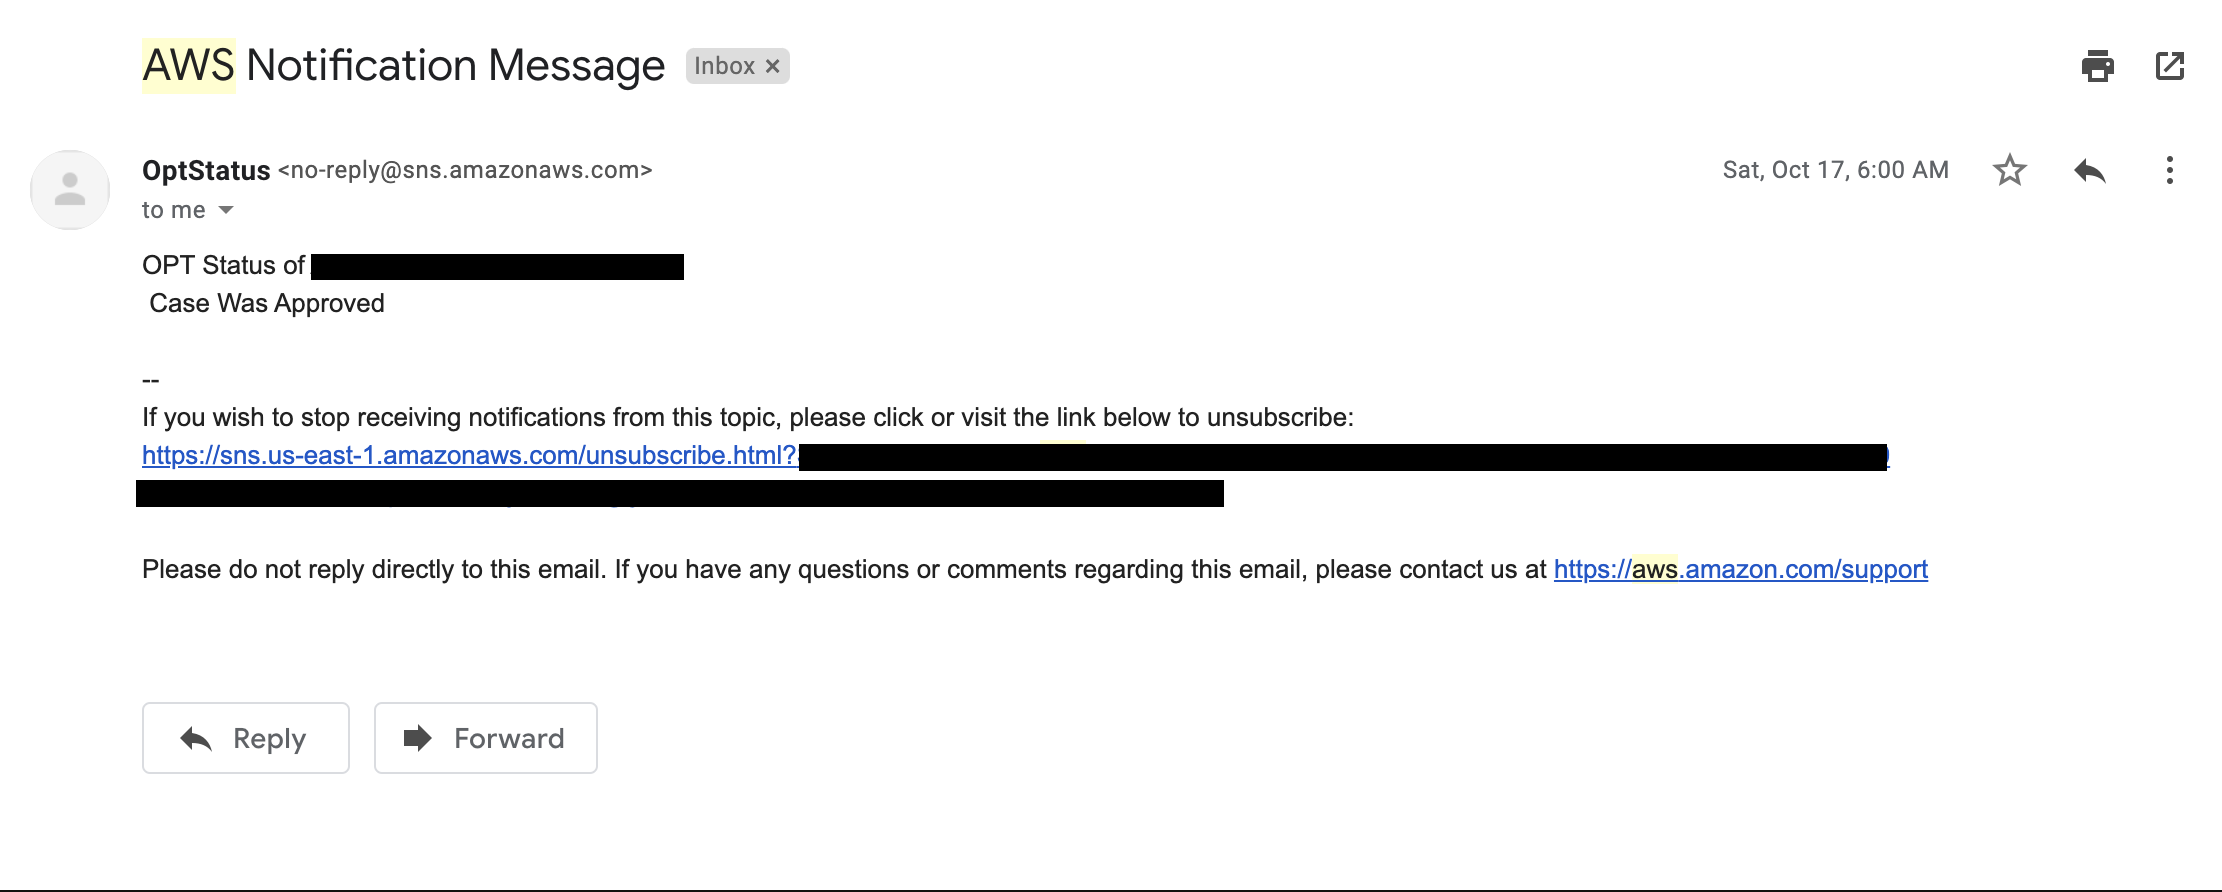 AWS Notification Message Inbox ×
OptStatus <no-reply@sns.amazonaws.com> Sat, Oct 17, 6:00 AM
to me
OPT Status of
Case Was Approved
--
If you wish to stop receiving notifications from this topic, please click or visit the link below to unsubscribe:
https://sns.us-east-1.amazonaws.com/unsubscribe.html?
Please do not reply directly to this email. If you have any questions or comments regarding this email, please contact us at https://aws.amazon.com/support
Reply Forward